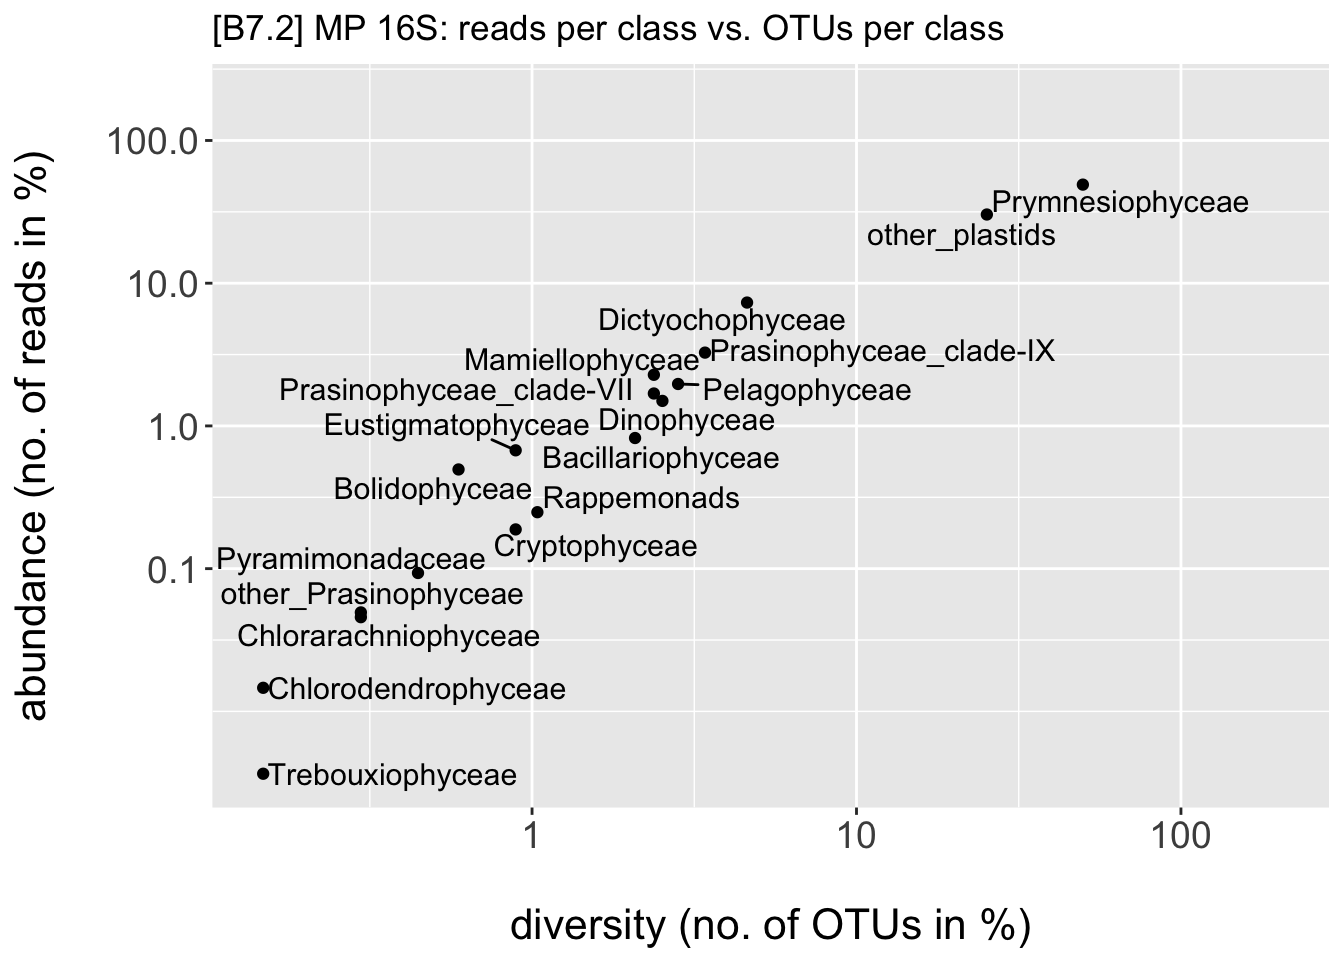 [B7.2] MP 16S: reads per class vs. OTUs per class
abundance (no. of reads in %)
100.0
10.0
1.0
0.1
Prymnesiophyceae
other_plastids
Dictyochophyceae
Prasinophyceae_clade-IX
Mamiellophyceae
Prasinophyceae_clade-VII
Pelagophyceae
Dinophyceae
Eustigmatophyceae
Bacillariophyceae
Bolidophyceae
Rappemonads
Cryptophyceae
Pyramimonadaceae
other_Prasinophyceae
Chlorarachniophyceae
Chlorodendrophyceae
Trebouxiophyceae
1
10
100
diversity (no. of OTUs in %)